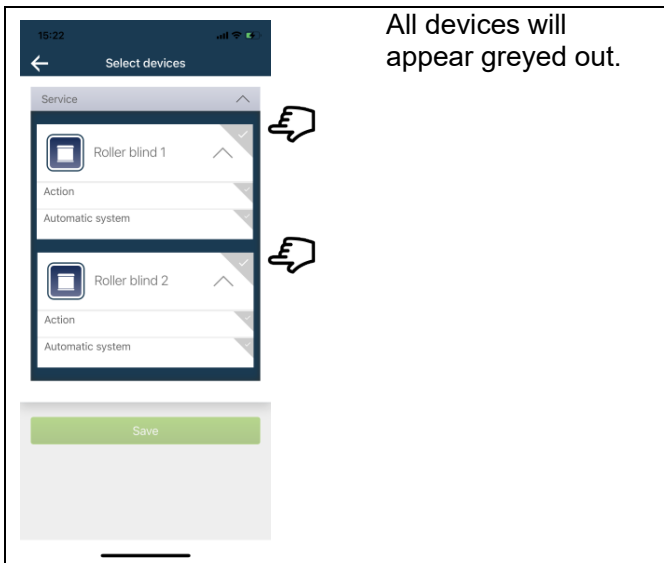 15:22
Select devices
All devices will
appear greyed out.
Service
Roller blind 1
Action
Automatic system
Roller blind 2
Action
Automatic system
Save